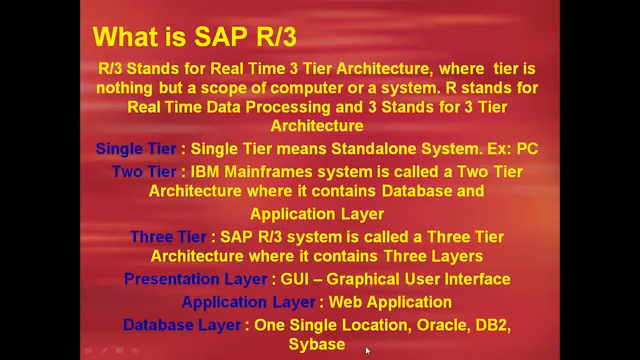 What is SAP R/3
R/3 Stands for Real Time 3 Tier Architecture, where tier is
nothing but a scope of computer or a system. R stands for
Real Time Data Processing and 3 Stands for 3 Tier
Architecture
Single Tier : Single Tier means Standalone System. Ex: PC
Two Tier : IBM Mainframes system is called a Two Tier
Architecture where it contains Database and
Application Layer
Three Tier : SAP R/3 system is called a Three Tier
Architecture where it contains Three Layers
Presentation Layer : GUI – Graphical User Interface
Application Layer : Web Application
Database Layer : One Single Location, Oracle, DB2,
Sybase